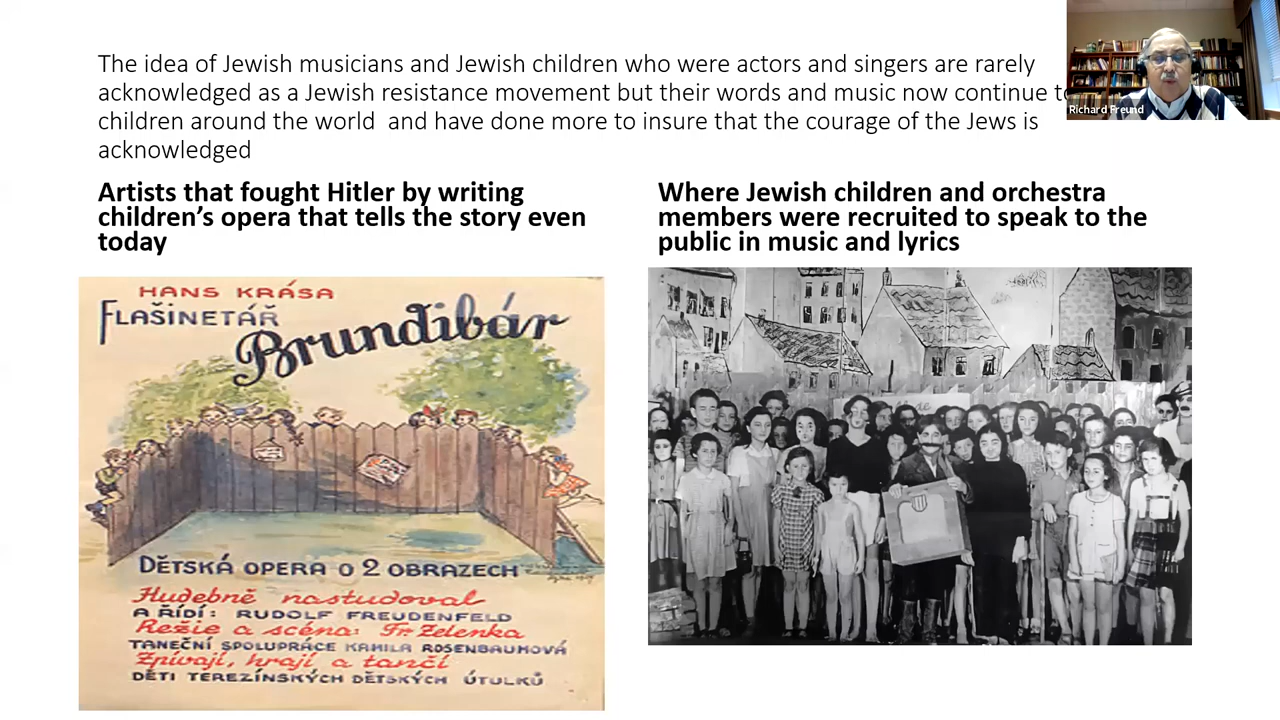 The idea of Jewish musicians and Jewish children who were actors and singers are rarely
acknowledged as a Jewish resistance movement but their words and music now continue
children around the world and have done more to insure that the courage of the Jews is
acknowledged
Richard Freund
Artists that fought Hitler by writing
children's opera that tells the story even
today
Where Jewish children and orchestra
members were recruited to speak to the
public in music and lyrics
HANS KRÁSA
FLAŠINETÁŘ
Brundibár
DĚTSKÁ OPERA O 2 OBRAZECH
Hudebně nastudoval
A ŘÍDÍ: RUDOLF FREUDENFELD
Režie a scéna: Fr. Zelenka
TANEČNÍ SPOLUPRÁCE KAMILA ROSENBAUMOVÁ
Zpívají, hrají a tančí
DĚTI TEREZÍNSKÝCH DĚTSKÝCH ÚTULKŮ